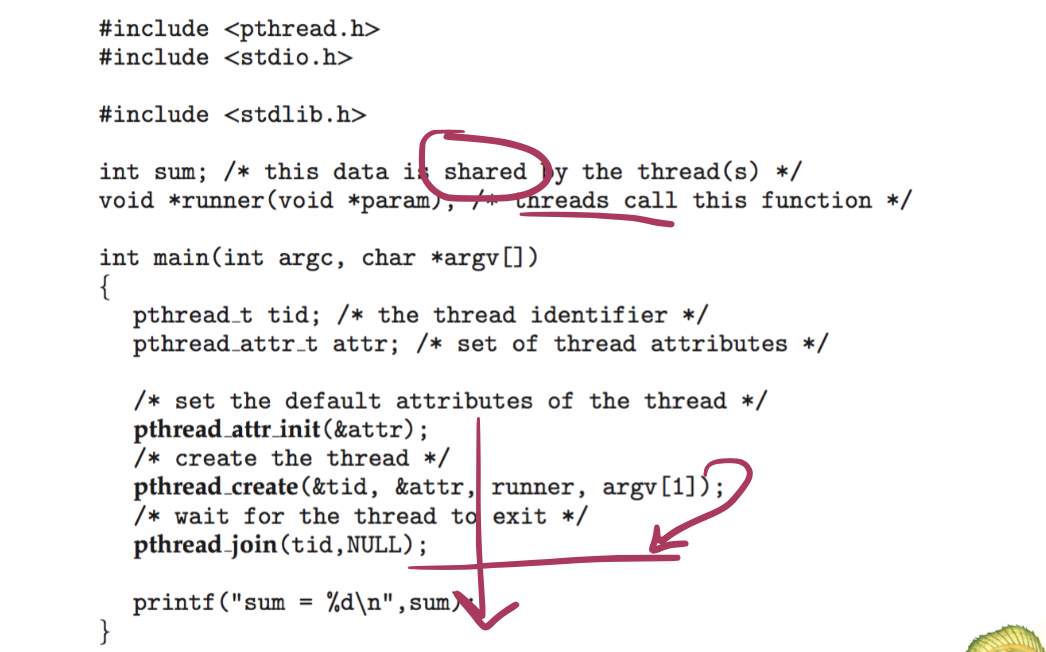 #include <pthread.h>
#include <stdio.h>
#include <stdlib.h>
int sum; /* this data is shared by the thread(s) */
void *runner(void *param); /* threads call this function */
int main(int argc, char *argv[])
{
pthread_t tid; /* the thread identifier */
pthread_attr_t attr; /* set of thread attributes */
/* set the default attributes of the thread */
pthread_attr_init(&attr);
/* create the thread */
pthread_create(&tid, &attr, runner, argv[1]);
/* wait for the thread to exit */
pthread_join(tid,NULL);
printf("sum = %d\n",sum);
}